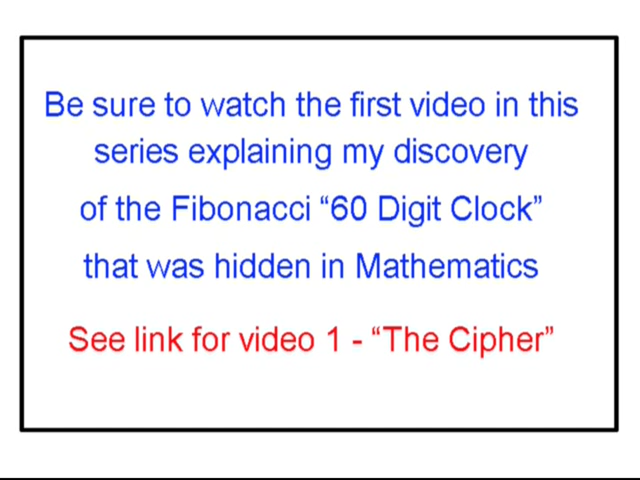 Be sure to watch the first video in this
series explaining my discovery
of the Fibonacci “60 Digit Clock”
that was hidden in Mathematics
See link for video 1 - “The Cipher”